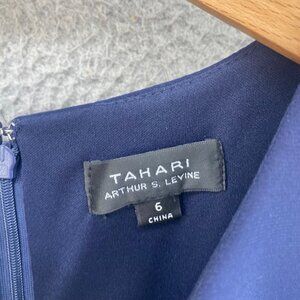 TAHARI
ARTHUR S. LEVINE
6
CHINA